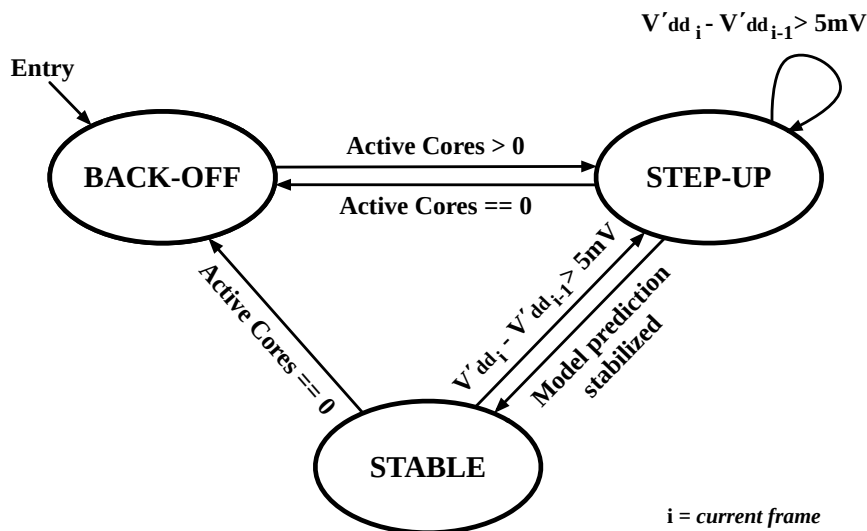 V´dd i - V´dd i-1 > 5mV
Entry
BACK-OFF
Active Cores > 0
Active Cores == 0
STEP-UP
Active Cores == 0
V´dd i - V´dd i-1 > 5mV
Model prediction
stabilized
STABLE
i = current frame